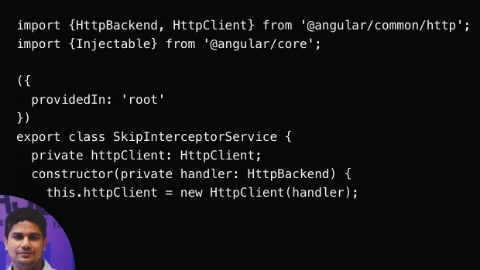 import {HttpBackend, HttpClient} from '@angular/common/http';
import {Injectable} from '@angular/core';

({
  providedIn: 'root'
})
export class SkipInterceptorService {
  private httpClient: HttpClient;
  constructor(private handler: HttpBackend) {
    this.httpClient = new HttpClient(handler);